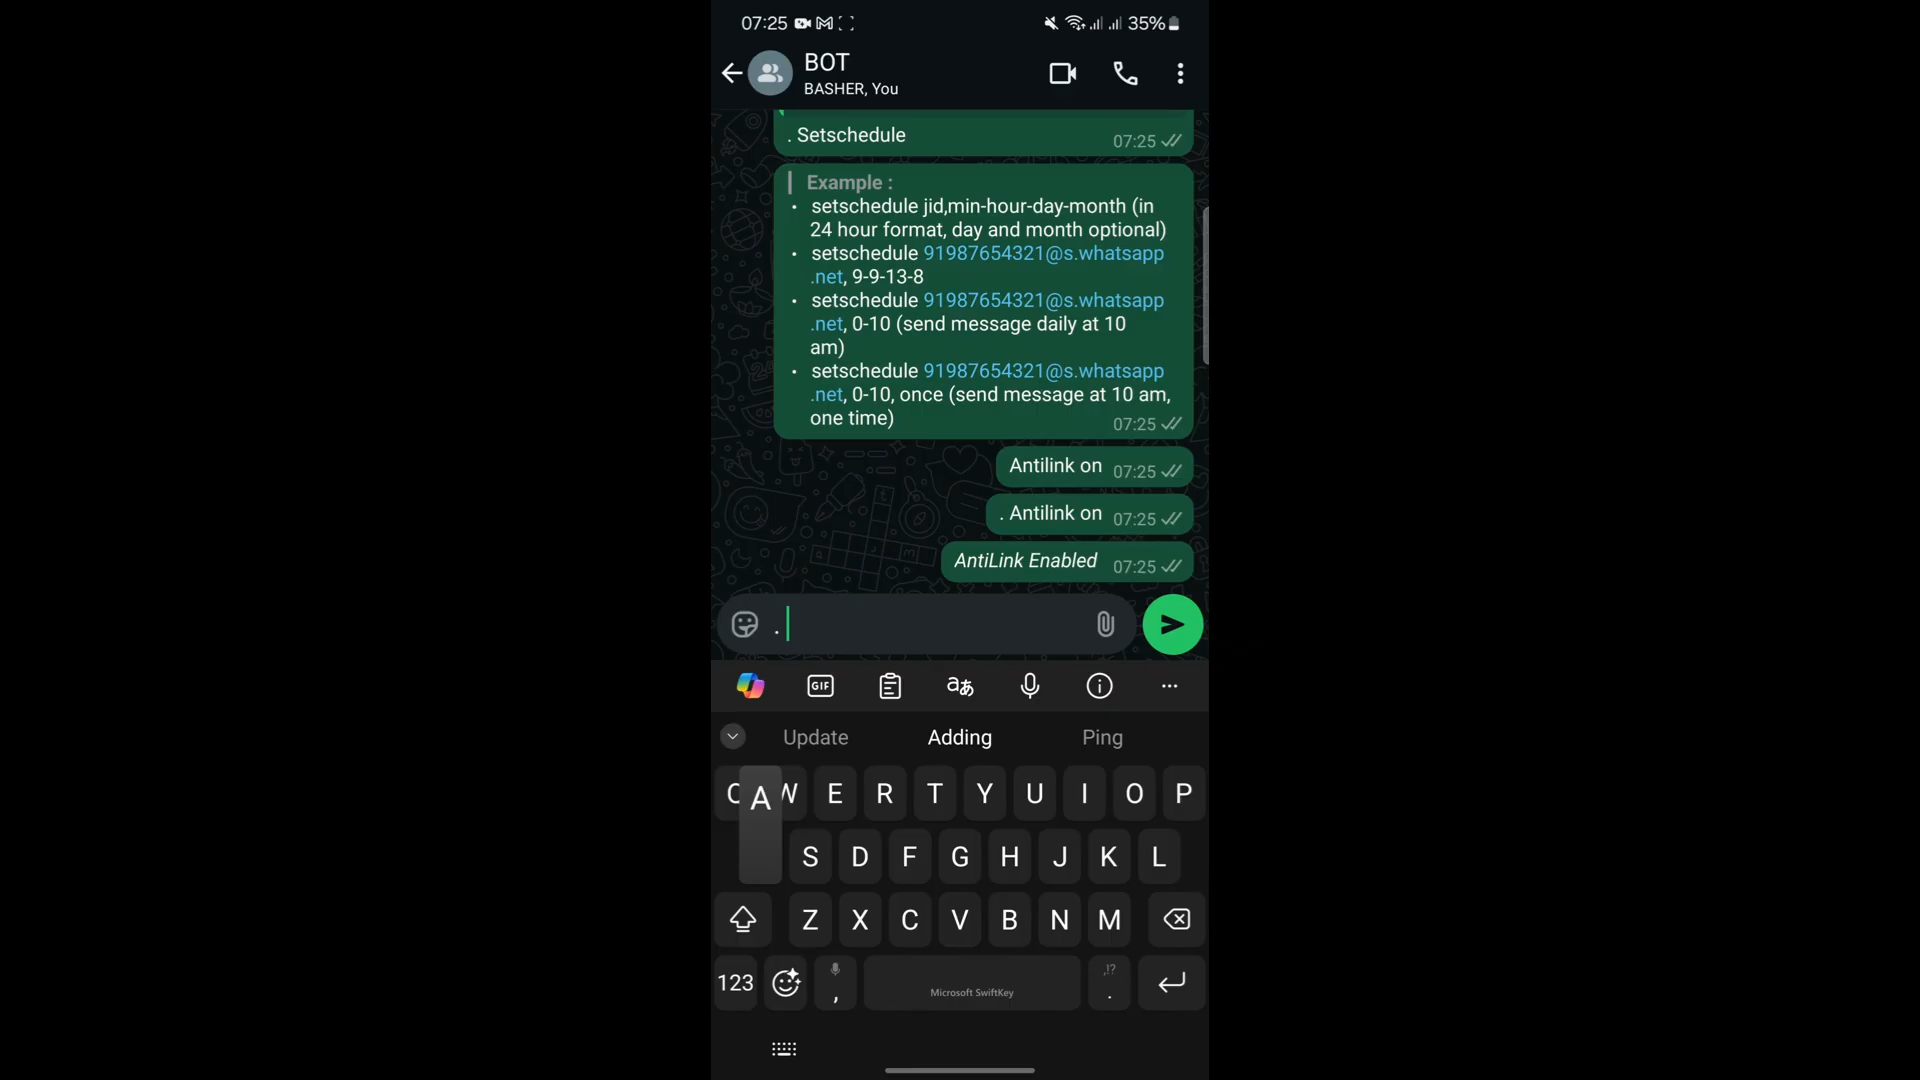 07:25 35%
BOT
BASHER, You
. Setschedule 07:25
Example :
• setschedule jid,min-hour-day-month (in
24 hour format, day and month optional)
• setschedule 91987654321@s.whatsapp
.net, 9-9-13-8
• setschedule 91987654321@s.whatsapp
.net, 0-10 (send message daily at 10
am)
• setschedule 91987654321@s.whatsapp
.net, 0-10, once (send message at 10 am,
one time) 07:25
Antilink on 07:25
. Antilink on 07:25
AntiLink Enabled 07:25
.
GIF
Update Adding Ping
A W E R T Y U I O P
S D F G H J K L
Z X C V B N M
123 , Microsoft SwiftKey ,!? .